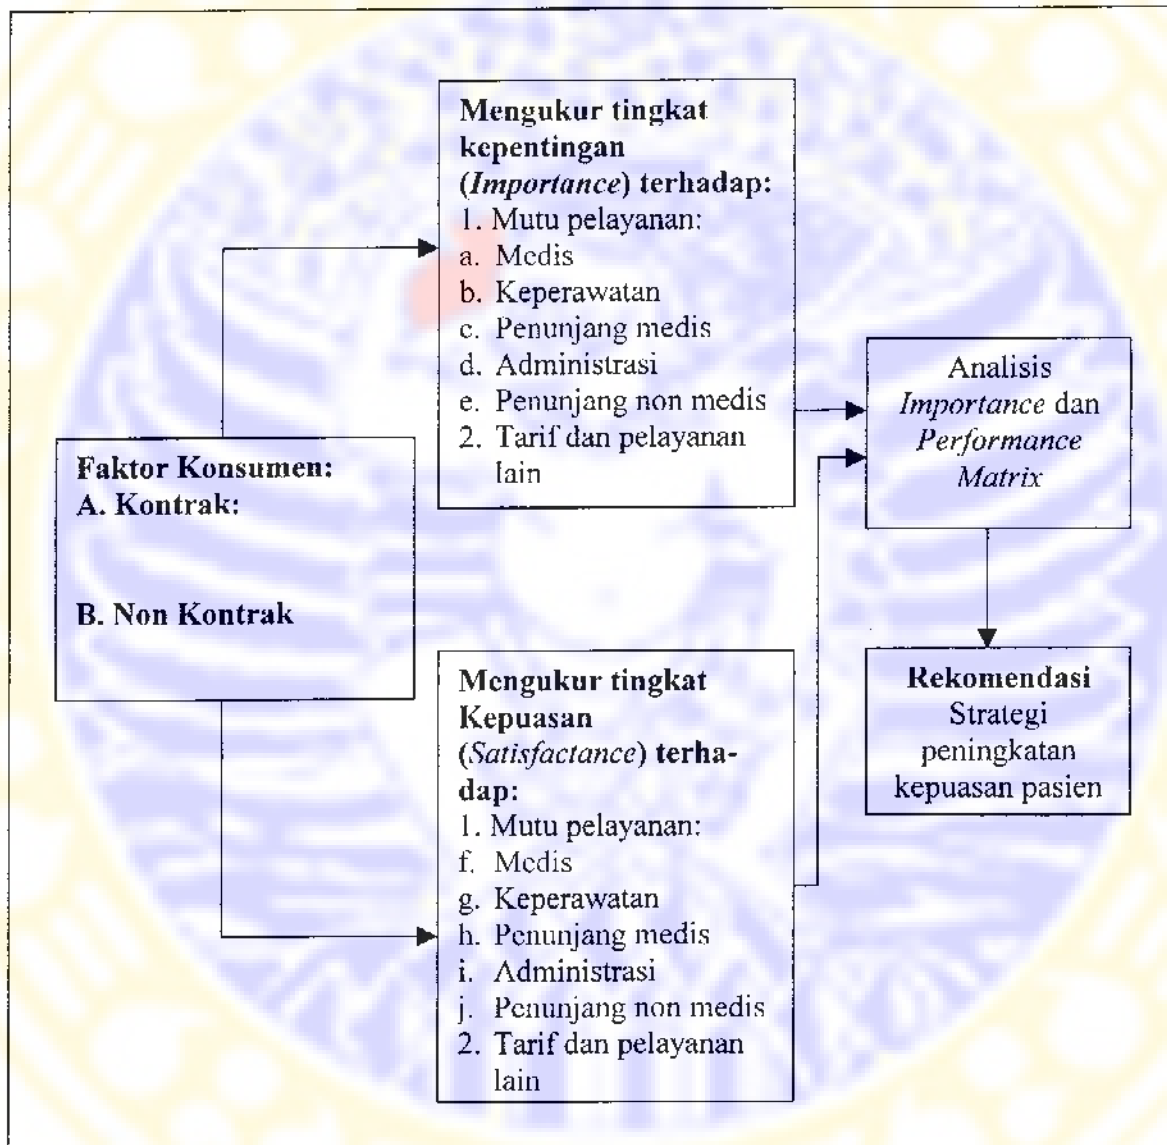 Mengukur tingkat
kepentingan
(Importance) terhadap:
1. Mutu pelayanan:
a. Medis
b. Keperawatan
c. Penunjang medis
d. Administrasi
e. Penunjang non medis
2. Tarif dan pelayanan
lain
Faktor Konsumen:
A. Kontrak:
B. Non Kontrak
Mengukur tingkat
Kepuasan
(Satisfactance) terha-
dap:
1. Mutu pelayanan:
f. Medis
g. Keperawatan
h. Penunjang medis
i. Administrasi
j. Penunjang non medis
2. Tarif dan pelayanan
lain
Analisis
Importance dan
Performance
Matrix
Rekomendasi
Strategi
peningkatan
kepuasan pasien